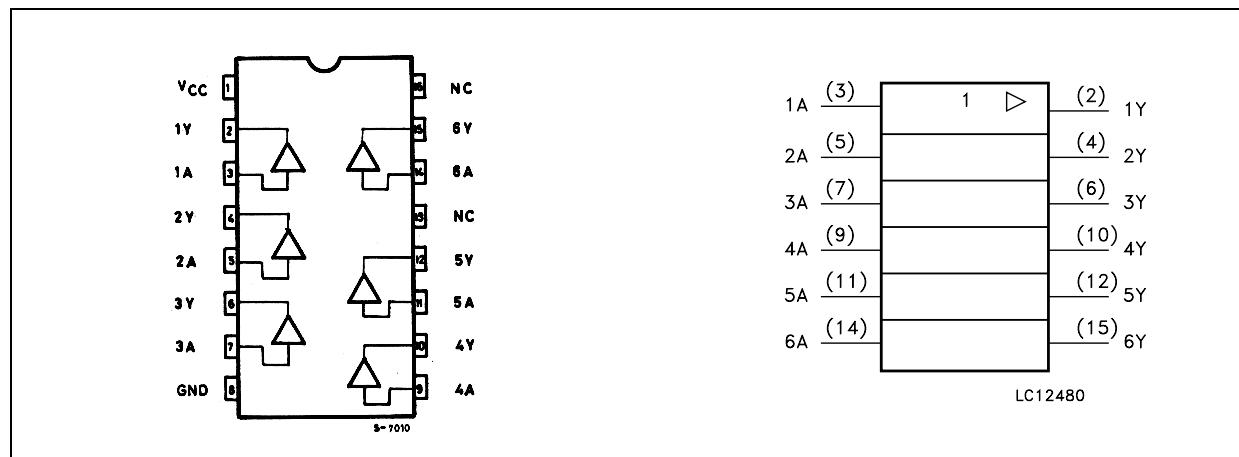 VCC 1 16 NC
1Y 2 15 6Y
1A 3 14 6A
2Y 4 13 NC
2A 5 12 5Y
3Y 6 11 5A
3A 7 10 4Y
GND 8 9 4A
S-7010
1A (3) 1 (2) 1Y
2A (5) (4) 2Y
3A (7) (6) 3Y
4A (9) (10) 4Y
5A (11) (12) 5Y
6A (14) (15) 6Y
LC12480